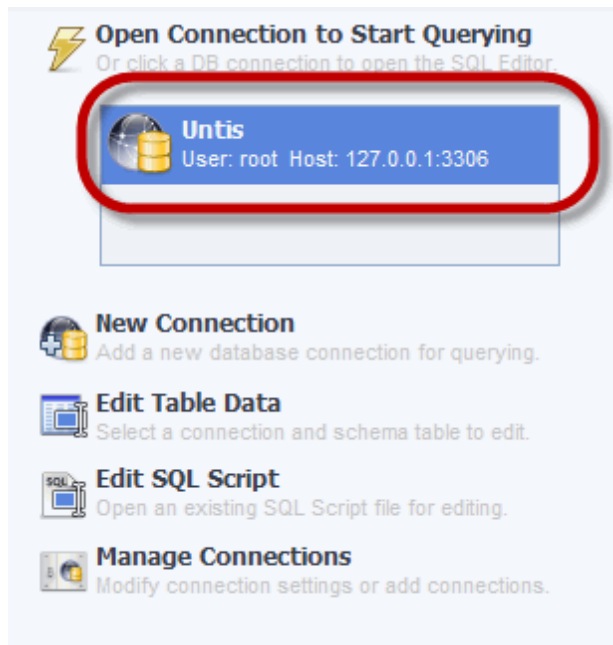 Open Connection to Start Querying
Or click a DB connection to open the SQL Editor.
Untis
User: root Host: 127.0.0.1:3306
New Connection
Add a new database connection for querying.
Edit Table Data
Select a connection and schema table to edit.
SQL
Edit SQL Script
Open an existing SQL Script file for editing.
Manage Connections
Modify connection settings or add connections.